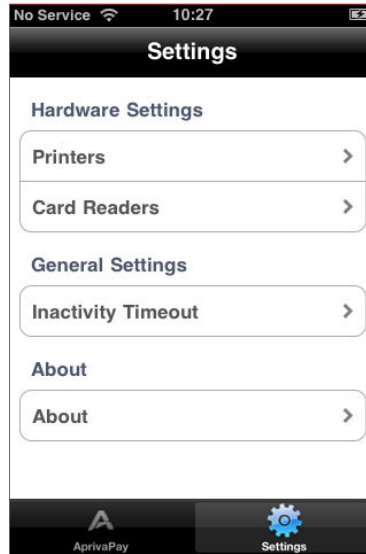 No Service 10:27
Settings
Hardware Settings
Printers
Card Readers
General Settings
Inactivity Timeout
About
About
AprivaPay Settings